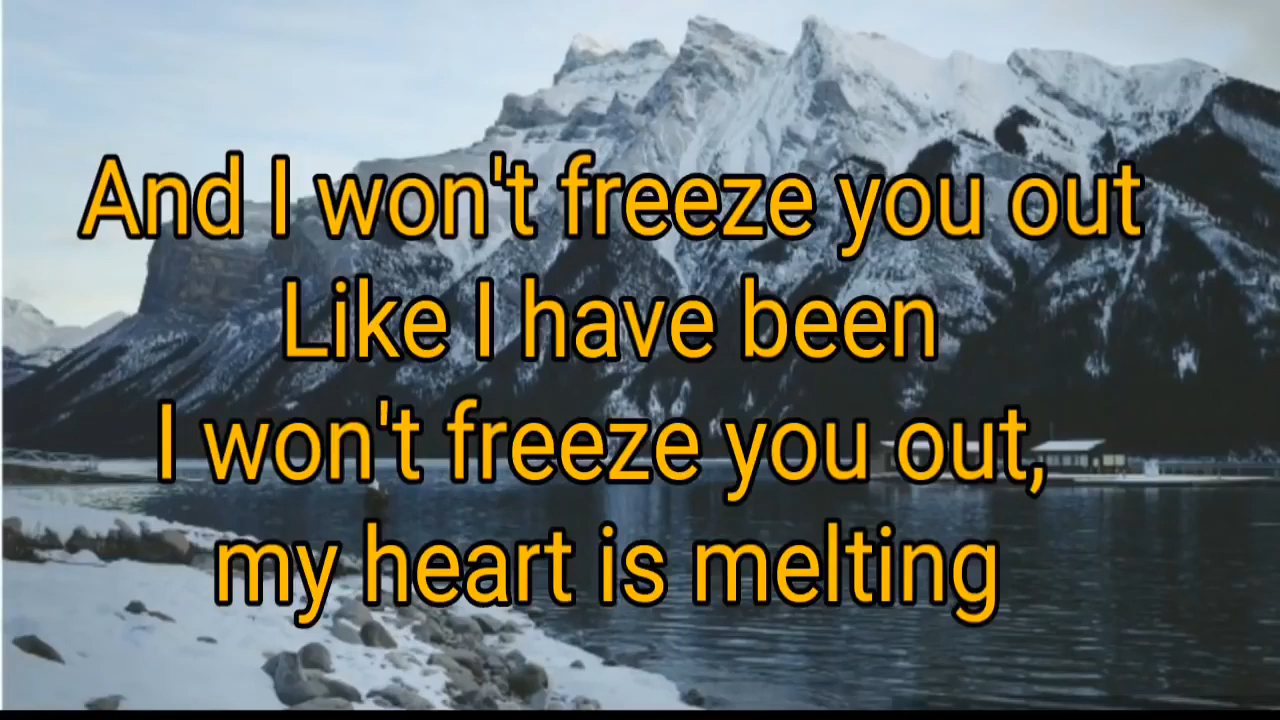 And I won't freeze you out
Like I have been
I won't freeze you out,
my heart is melting